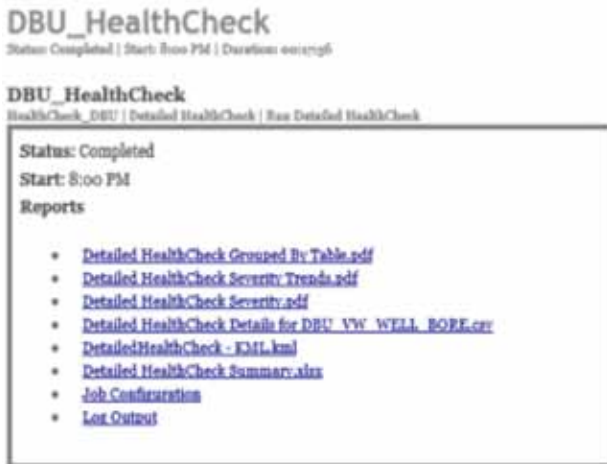 DBU_HealthCheck
Status: Completed | Start: 8:00 PM | Duration:
DBU_HealthCheck
HealthCheck_DBU | Detailed HealthCheck | Run Detailed HealthCheck
Status: Completed
Start: 8:00 PM
Reports
Detailed HealthCheck Grouped By Table.pdf
Detailed HealthCheck Severity Trends.pdf
Detailed HealthCheck Severity.pdf
Detailed HealthCheck Details for DBU_VW_WELL_BORE.csv
DetailedHealthCheck - KML.kml
Detailed HealthCheck Summary.xlsx
Job Configuration
Log Output